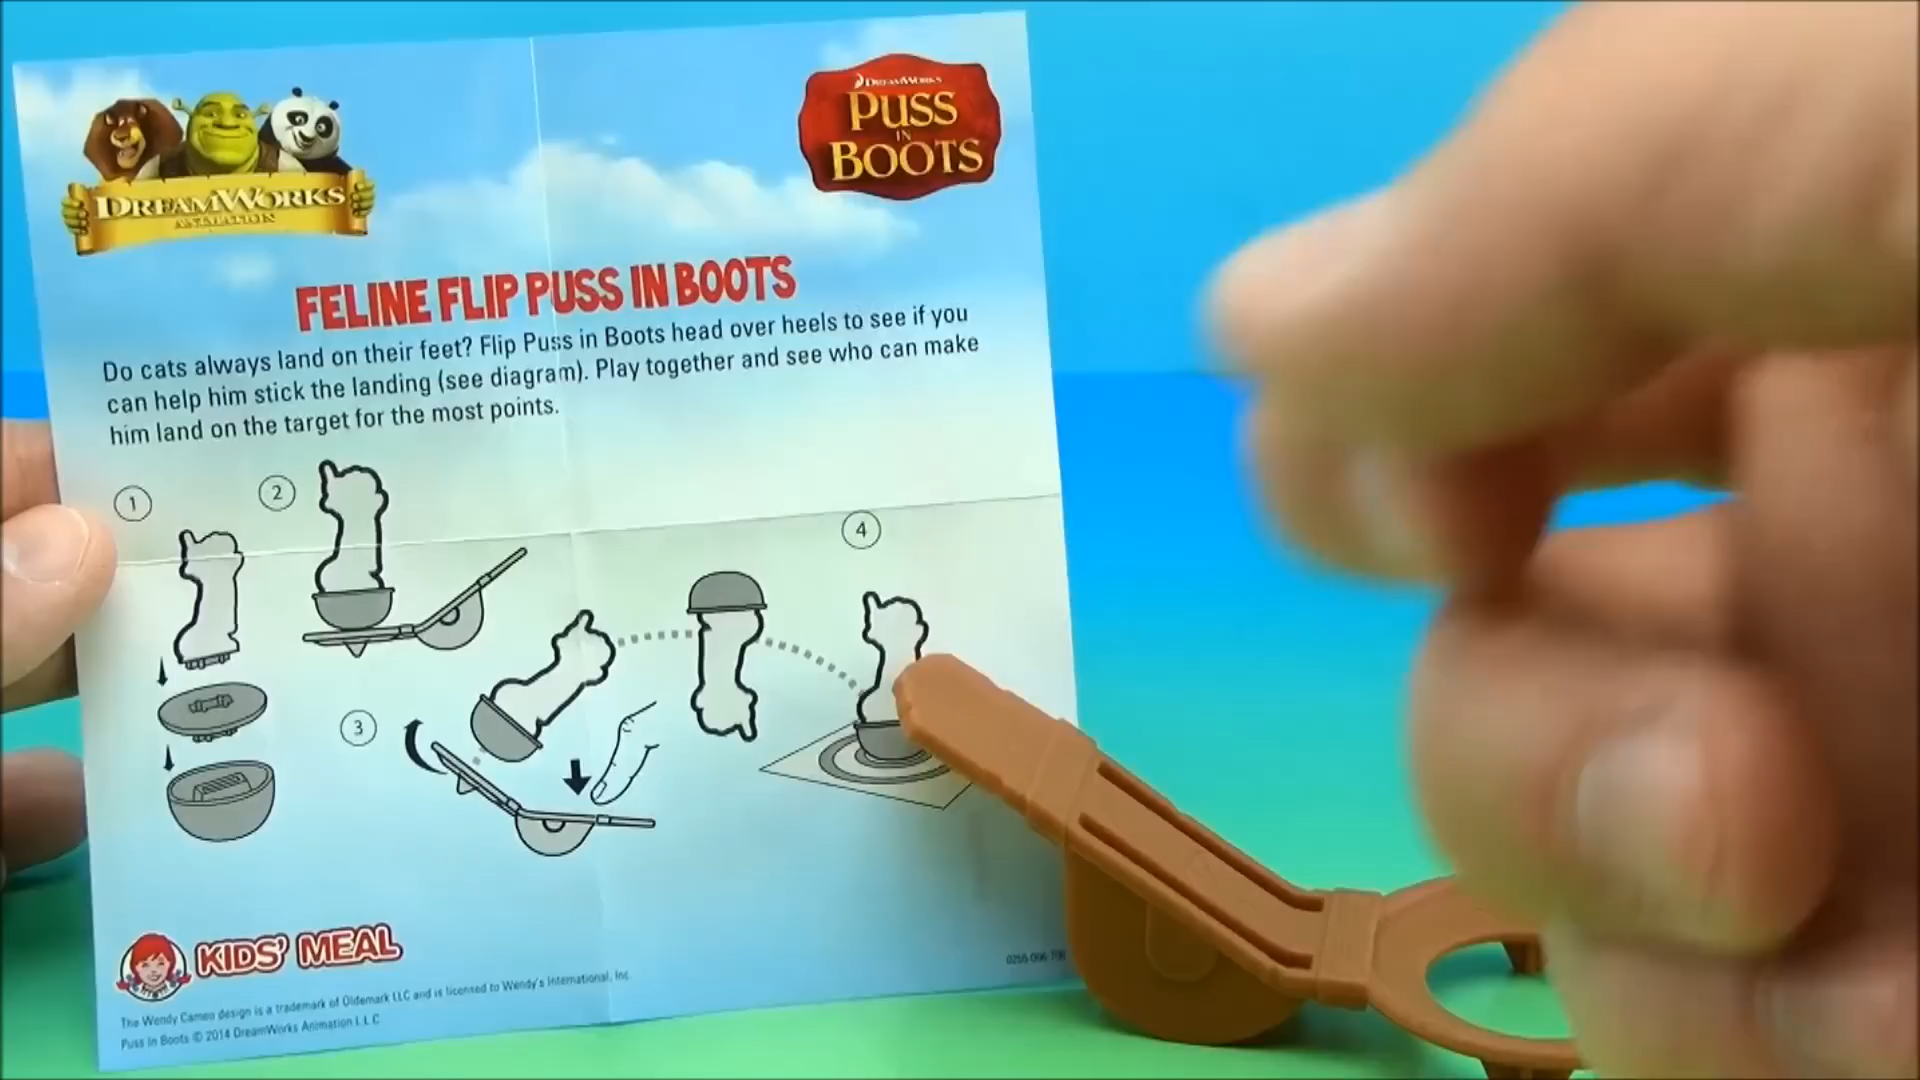 DREAMWORKS
ANIMATION
DREAMWORKS
PUSS
IN
BOOTS
FELINE FLIP PUSS IN BOOTS
Do cats always land on their feet? Flip Puss in Boots head over heels to see if you
can help him stick the landing (see diagram). Play together and see who can make
him land on the target for the most points.
1
2
3
4
KIDS' MEAL
The Wendy Cameo design is a trademark of Oldemark LLC and is licensed to Wendy's International, Inc.
Puss In Boots © 2014 DreamWorks Animation L.L.C.